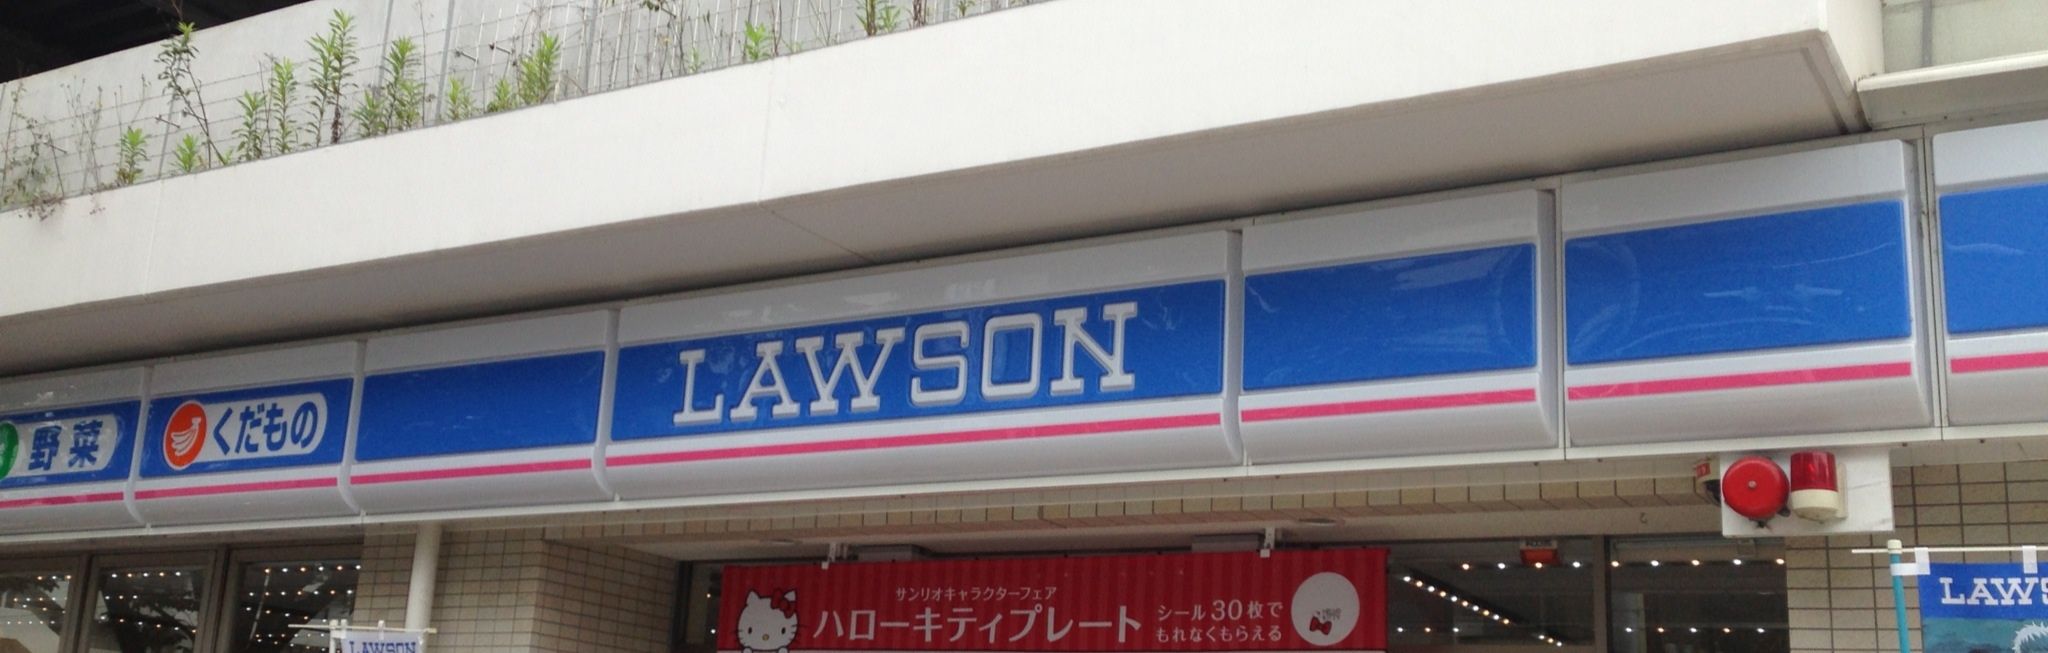 野菜
くだもの
LAWSON
サンリオキャラクターフェア
ハローキティプレート
シール30枚で
もれなくもらえる
LAWSON
LAWS